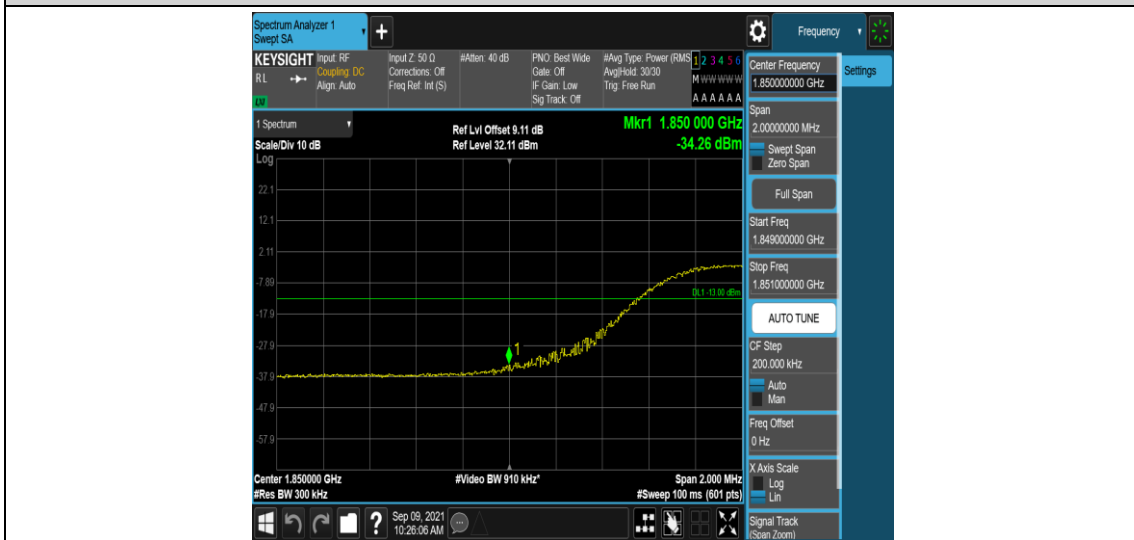 Spectrum Analyzer 1
Swept SA
+
Frequency
KEYSIGHT
RL
LXI
Input: RF
Coupling: DC
Align: Auto
Input Z: 50 Ω
Corrections: Off
Freq Ref: Int (S)
#Atten: 40 dB
PNO: Best Wide
Gate: Off
IF Gain: Low
Sig Track: Off
#Avg Type: Power (RMS
Avg|Hold: 30/30
Trig: Free Run
1 2 3 4 5 6
M W W W W W
A A A A A A
1 Spectrum
Scale/Div 10 dB
Ref Lvl Offset 9.11 dB
Ref Level 32.11 dBm
Mkr1 1.850 000 GHz
-34.26 dBm
Log
22.1
12.1
2.11
-7.89
DL1 -13.00 dBm
-17.9
-27.9
1
-37.9
-47.9
-57.9
Center 1.850000 GHz
#Res BW 300 kHz
#Video BW 910 kHz*
Span 2.000 MHz
#Sweep 100 ms (601 pts)
?
Sep 09, 2021
10:26:06 AM
Center Frequency
1.850000000 GHz
Settings
Span
2.00000000 MHz
Swept Span
Zero Span
Full Span
Start Freq
1.849000000 GHz
Stop Freq
1.851000000 GHz
AUTO TUNE
CF Step
200.000 kHz
Auto
Man
Freq Offset
0 Hz
X Axis Scale
Log
Lin
Signal Track
(Span Zoom)